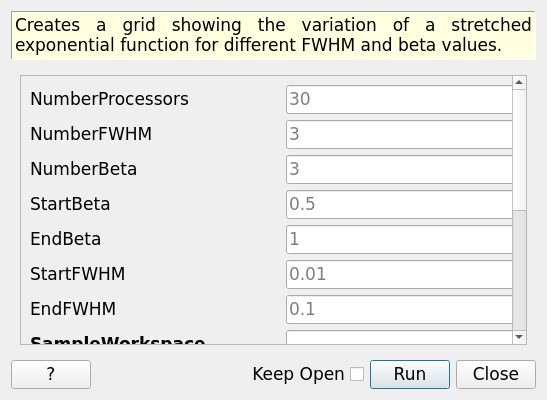 Creates a grid showing the variation of a stretched
exponential function for different FWHM and beta values.
NumberProcessors 30
NumberFWHM 3
NumberBeta 3
StartBeta 0.5
EndBeta 1
StartFWHM 0.01
EndFWHM 0.1
SampleWorkspace
? Keep Open Run Close